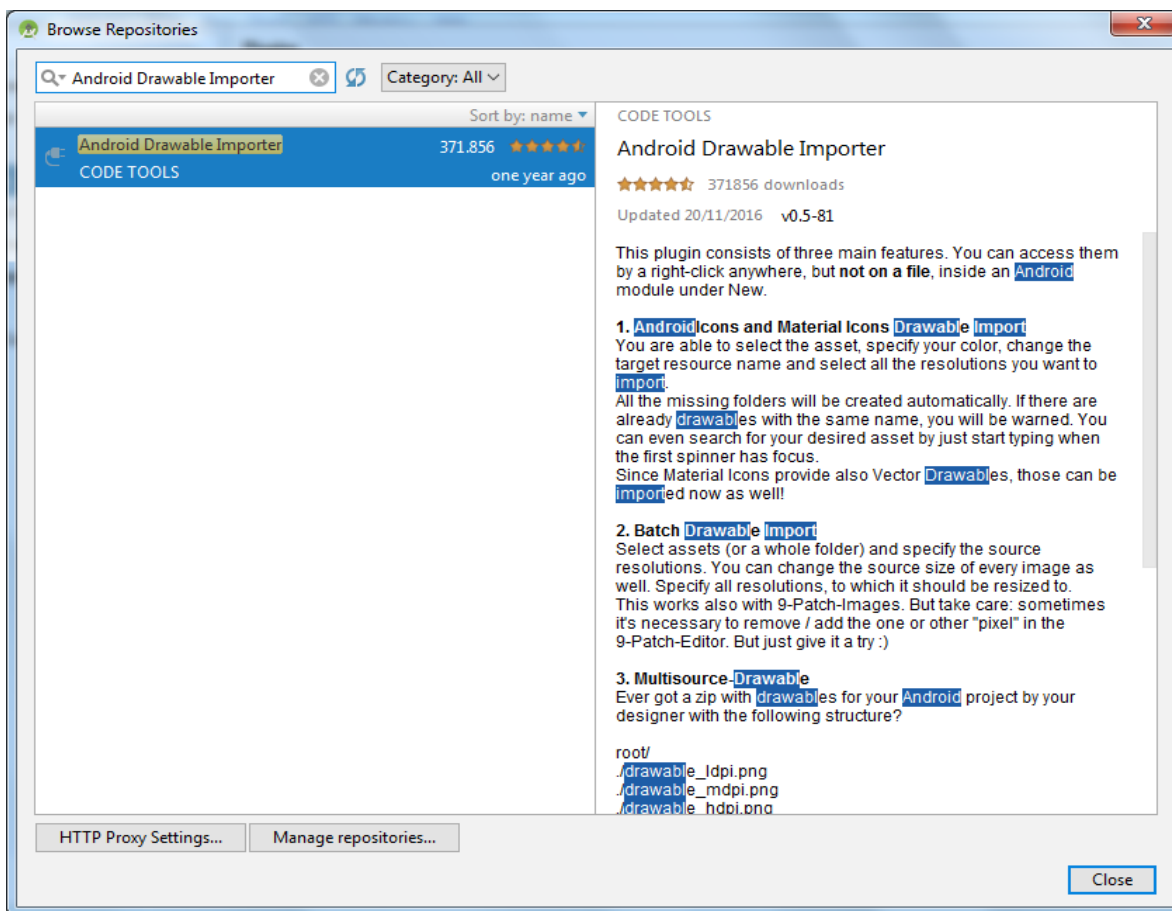 Browse Repositories
Android Drawable Importer
Category: All
Sort by: name
Android Drawable Importer
371.856
CODE TOOLS
one year ago
CODE TOOLS
Android Drawable Importer
371856 downloads
Updated 20/11/2016 v0.5-81
This plugin consists of three main features. You can access them
by a right-click anywhere, but not on a file, inside an Android
module under New.
1. AndroidIcons and Material Icons Drawable Import
You are able to select the asset, specify your color, change the
target resource name and select all the resolutions you want to
import.
All the missing folders will be created automatically. If there are
already drawables with the same name, you will be warned. You
can even search for your desired asset by just start typing when
the first spinner has focus.
Since Material Icons provide also Vector Drawables, those can be
imported now as well!
2. Batch Drawable Import
Select assets (or a whole folder) and specify the source
resolutions. You can change the source size of every image as
well. Specify all resolutions, to which it should be resized to.
This works also with 9-Patch-Images. But take care: sometimes
it's necessary to remove / add the one or other "pixel" in the
9-Patch-Editor. But just give it a try :)
3. Multisource-Drawable
Ever got a zip with drawables for your Android project by your
designer with the following structure?
root/
./drawable_ldpi.png
./drawable_mdpi.png
./drawable_hdpi.png
HTTP Proxy Settings...
Manage repositories...
Close